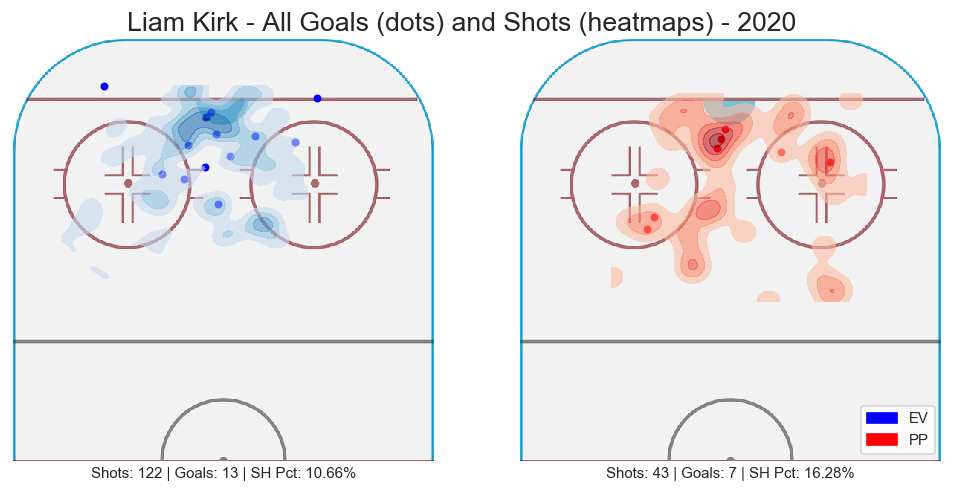 Liam Kirk - All Goals (dots) and Shots (heatmaps) - 2020
EV
PP
Shots: 122 | Goals: 13 | SH Pct: 10.66%
Shots: 43 | Goals: 7 | SH Pct: 16.28%